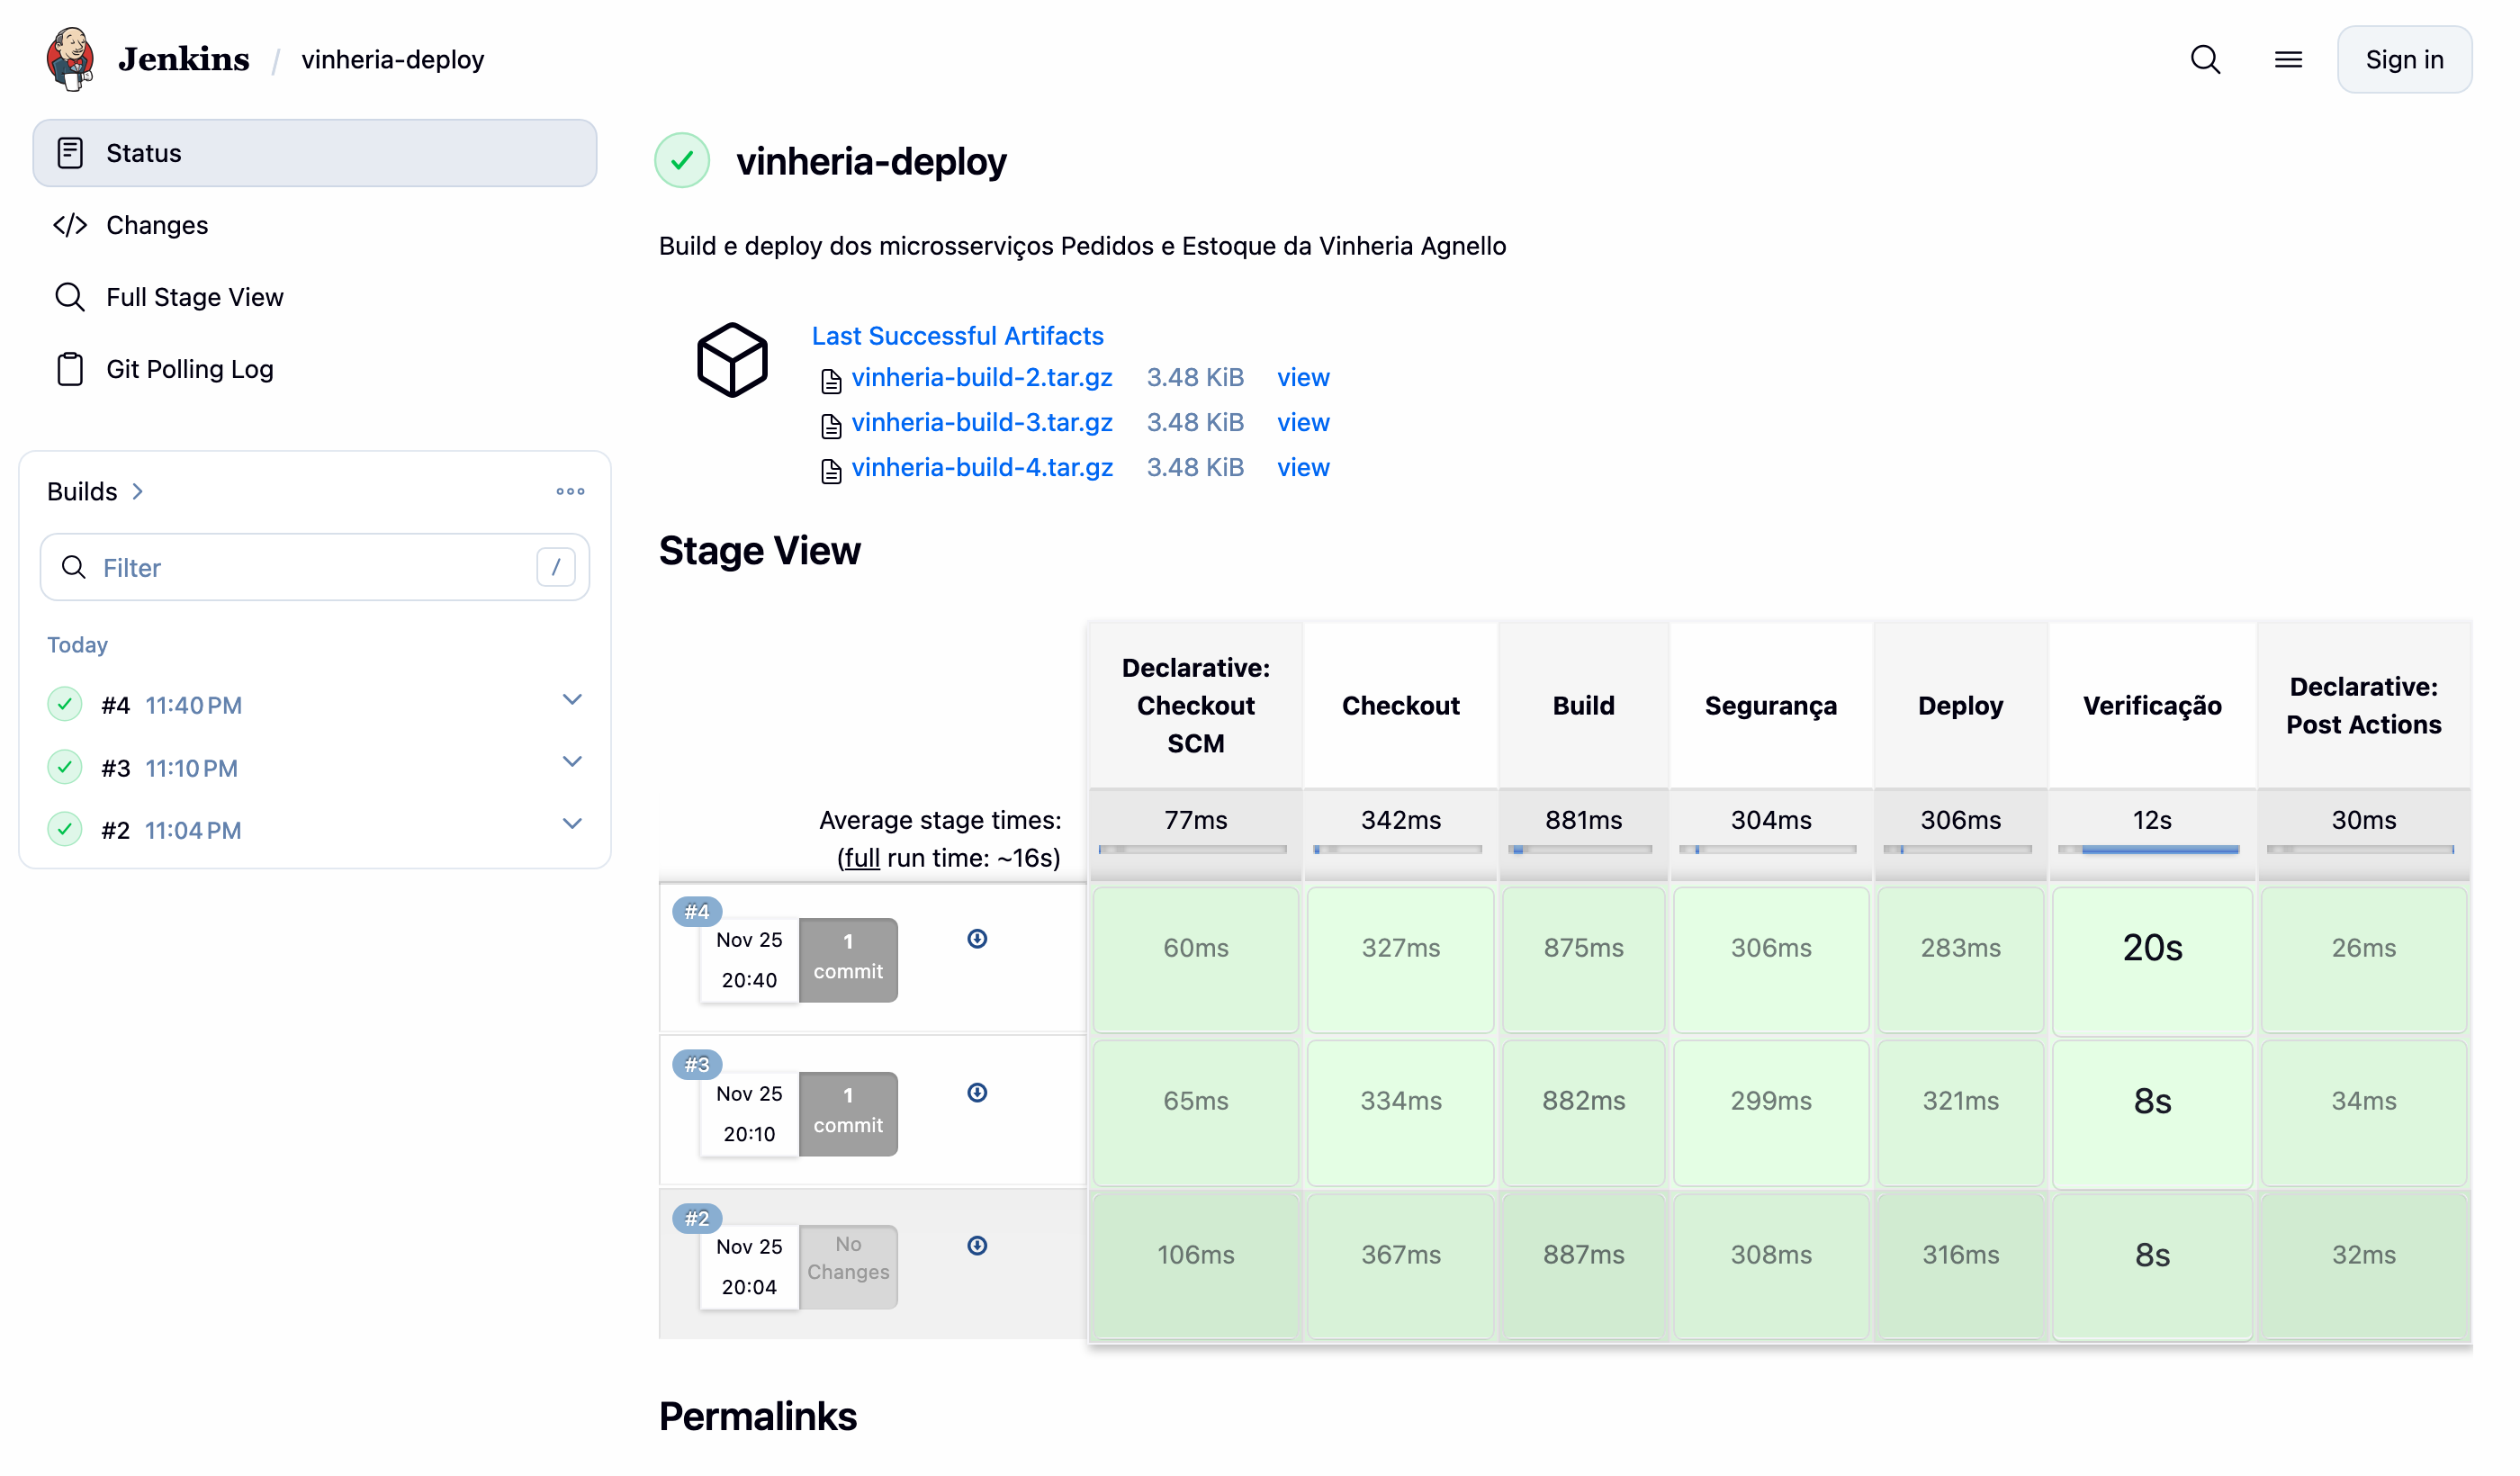 Jenkins / vinheria-deploy
Sign in
Status
Changes
Full Stage View
Git Polling Log
Builds
Filter /
Today
#4 11:40 PM
#3 11:10 PM
#2 11:04 PM
vinheria-deploy
Build e deploy dos microsserviços Pedidos e Estoque da Vinheria Agnello
Last Successful Artifacts
vinheria-build-2.tar.gz 3.48 KiB view
vinheria-build-3.tar.gz 3.48 KiB view
vinheria-build-4.tar.gz 3.48 KiB view
Stage View
Declarative:
Checkout
SCM
Checkout
Build
Segurança
Deploy
Verificação
Declarative:
Post Actions
Average stage times:
(full run time: ~16s)
77ms 342ms 881ms 304ms 306ms 12s 30ms
#4
Nov 25
20:40
1
commit
60ms 327ms 875ms 306ms 283ms 20s 26ms
#3
Nov 25
20:10
1
commit
65ms 334ms 882ms 299ms 321ms 8s 34ms
#2
Nov 25
20:04
No
Changes
106ms 367ms 887ms 308ms 316ms 8s 32ms
Permalinks